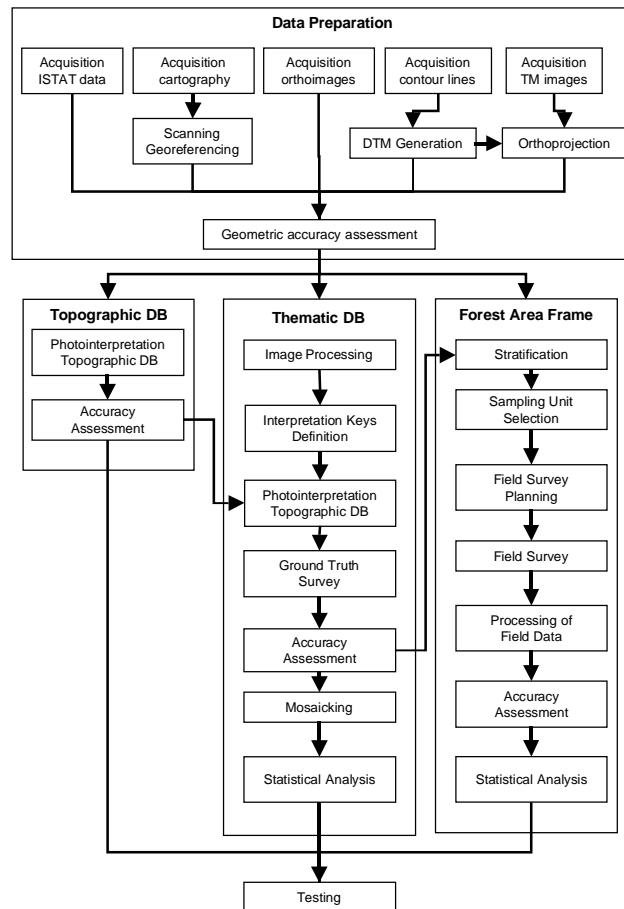 Data Preparation
Acquisition
ISTAT data
Acquisition
cartography
Acquisition
orthoimages
Acquisition
contour lines
Acquisition
TM images
Scanning
Georeferencing
DTM Generation
Orthoprojection
Geometric accuracy assessment
Topographic DB
Photointerpretation
Topographic DB
Accuracy
Assessment
Thematic DB
Image Processing
Interpretation Keys
Definition
Photointerpretation
Topographic DB
Ground Truth
Survey
Accuracy
Assessment
Mosaicking
Statistical Analysis
Forest Area Frame
Stratification
Sampling Unit
Selection
Field Survey
Planning
Field Survey
Processing of
Field Data
Accuracy
Assessment
Statistical Analysis
Testing